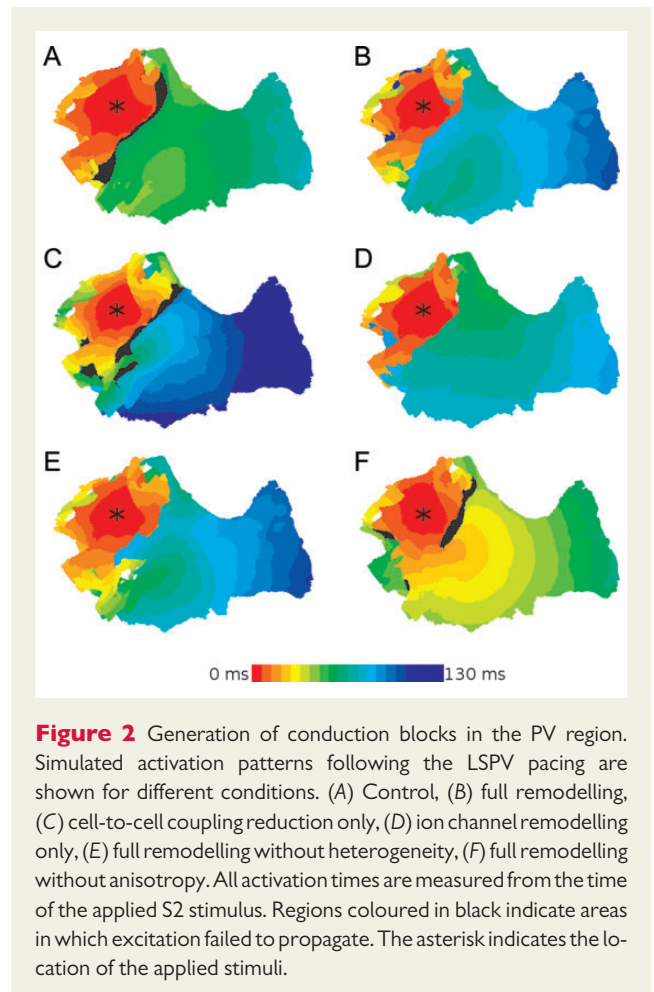 A
B
*
*
C
D
*
*
E
F
*
*
0 ms 130 ms
Figure 2 Generation of conduction blocks in the PV region.
Simulated activation patterns following the LSPV pacing are
shown for different conditions. (A) Control, (B) full remodelling,
(C) cell-to-cell coupling reduction only, (D) ion channel remodelling
only, (E) full remodelling without heterogeneity, (F) full remodelling
without anisotropy. All activation times are measured from the time
of the applied S2 stimulus. Regions coloured in black indicate areas
in which excitation failed to propagate. The asterisk indicates the lo-
cation of the applied stimuli.